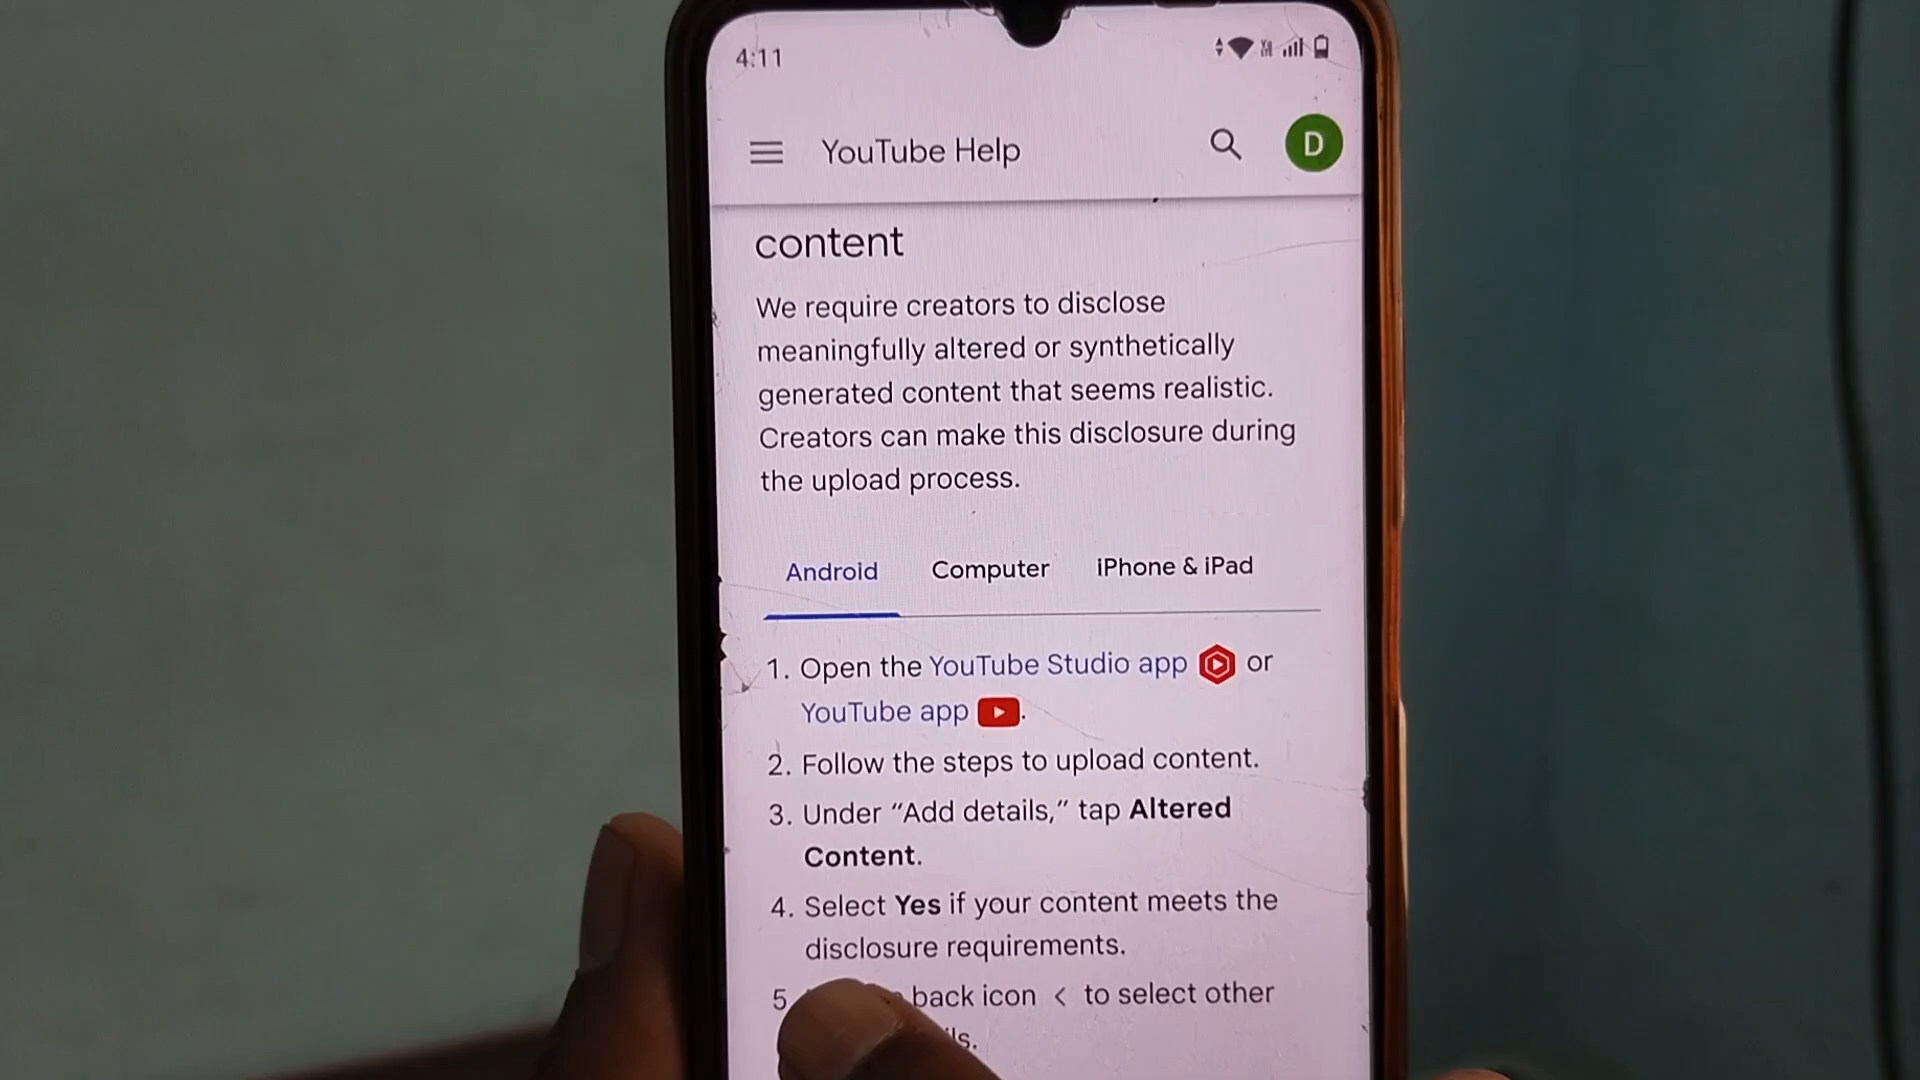 4:11
YouTube Help
D
content
We require creators to disclose
meaningfully altered or synthetically
generated content that seems realistic.
Creators can make this disclosure during
the upload process.
Android Computer iPhone & iPad
1. Open the YouTube Studio app or
YouTube app .
2. Follow the steps to upload content.
3. Under “Add details,” tap Altered
Content.
4. Select Yes if your content meets the
disclosure requirements.
5 back icon < to select other